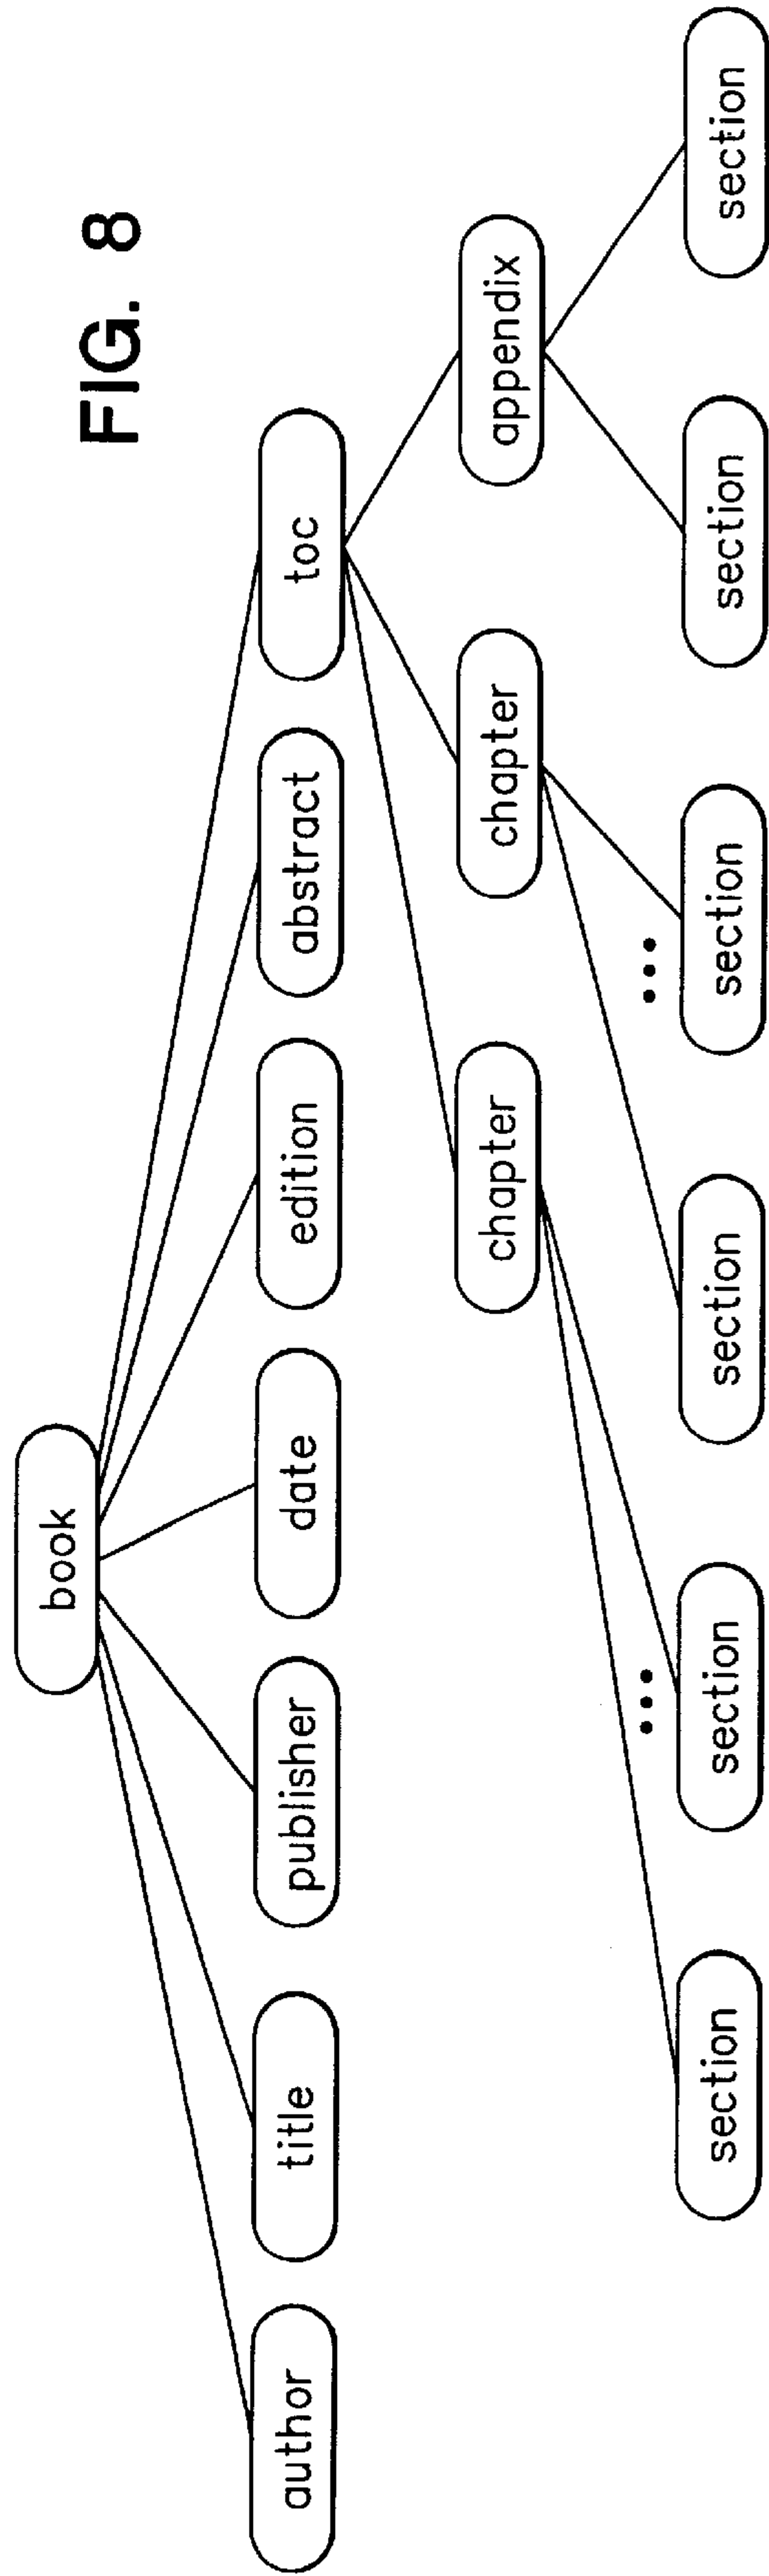 FIG. 8
book
author
title
publisher
date
edition
abstract
toc
chapter
chapter
appendix
section
section
section
section
section
section